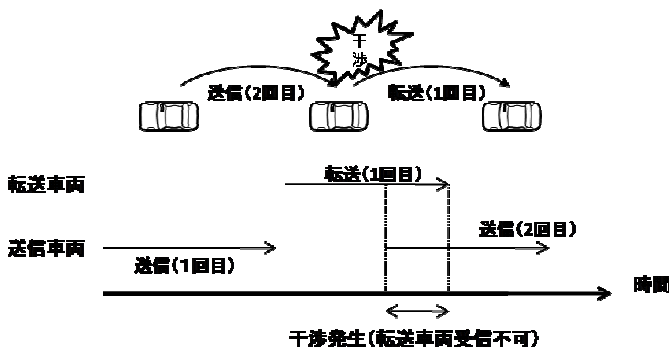 干
渉
送信(2回目)
転送(1回目)
転送車両
転送(1回目)
送信車両
送信(2回目)
送信(1回目)
時間
干渉発生(転送車両受信不可)